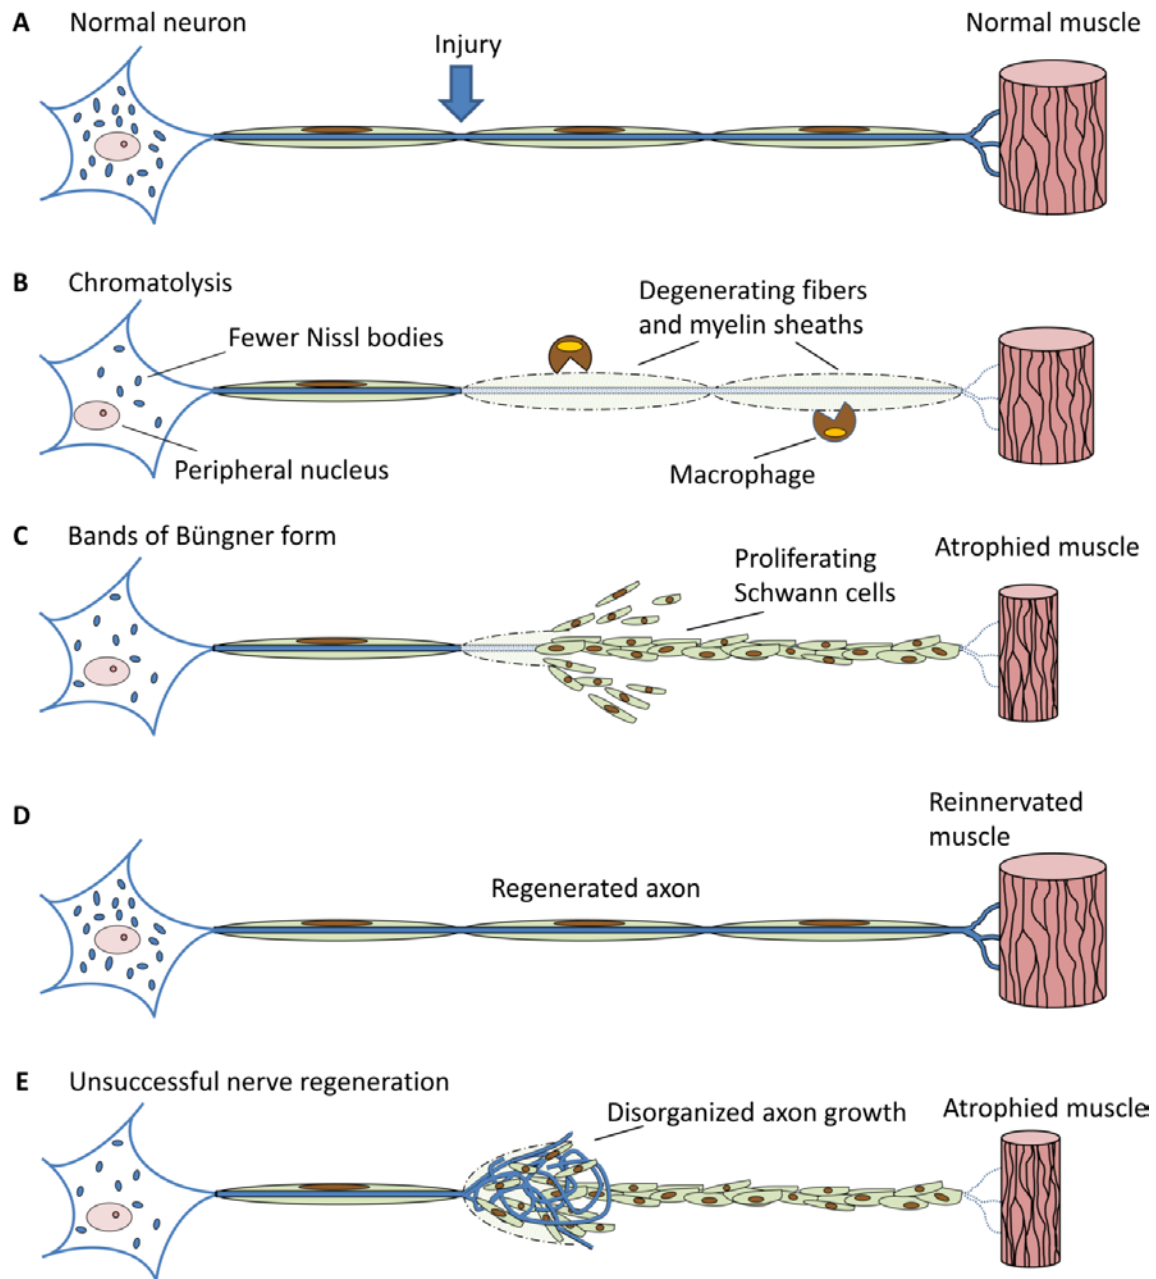 A Normal neuron
Injury
Normal muscle
B Chromatolysis
Degenerating fibers
and myelin sheaths
Fewer Nissl bodies
Peripheral nucleus
Macrophage
C Bands of Büngner form
Proliferating
Schwann cells
Atrophied muscle
D
Reinnervated
muscle
Regenerated axon
E Unsuccessful nerve regeneration
Disorganized axon growth
Atrophied muscle